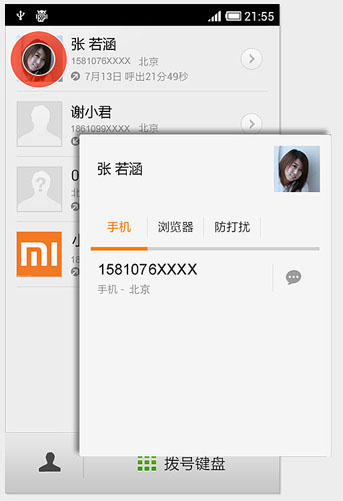 21:55
张 若涵
1581076XXXX 北京
7月13日 呼出21分49秒
谢小君
1861099XXXX 北京
张 若涵
手机 浏览器 防打扰
1581076XXXX
手机 - 北京
mi
拨号键盘